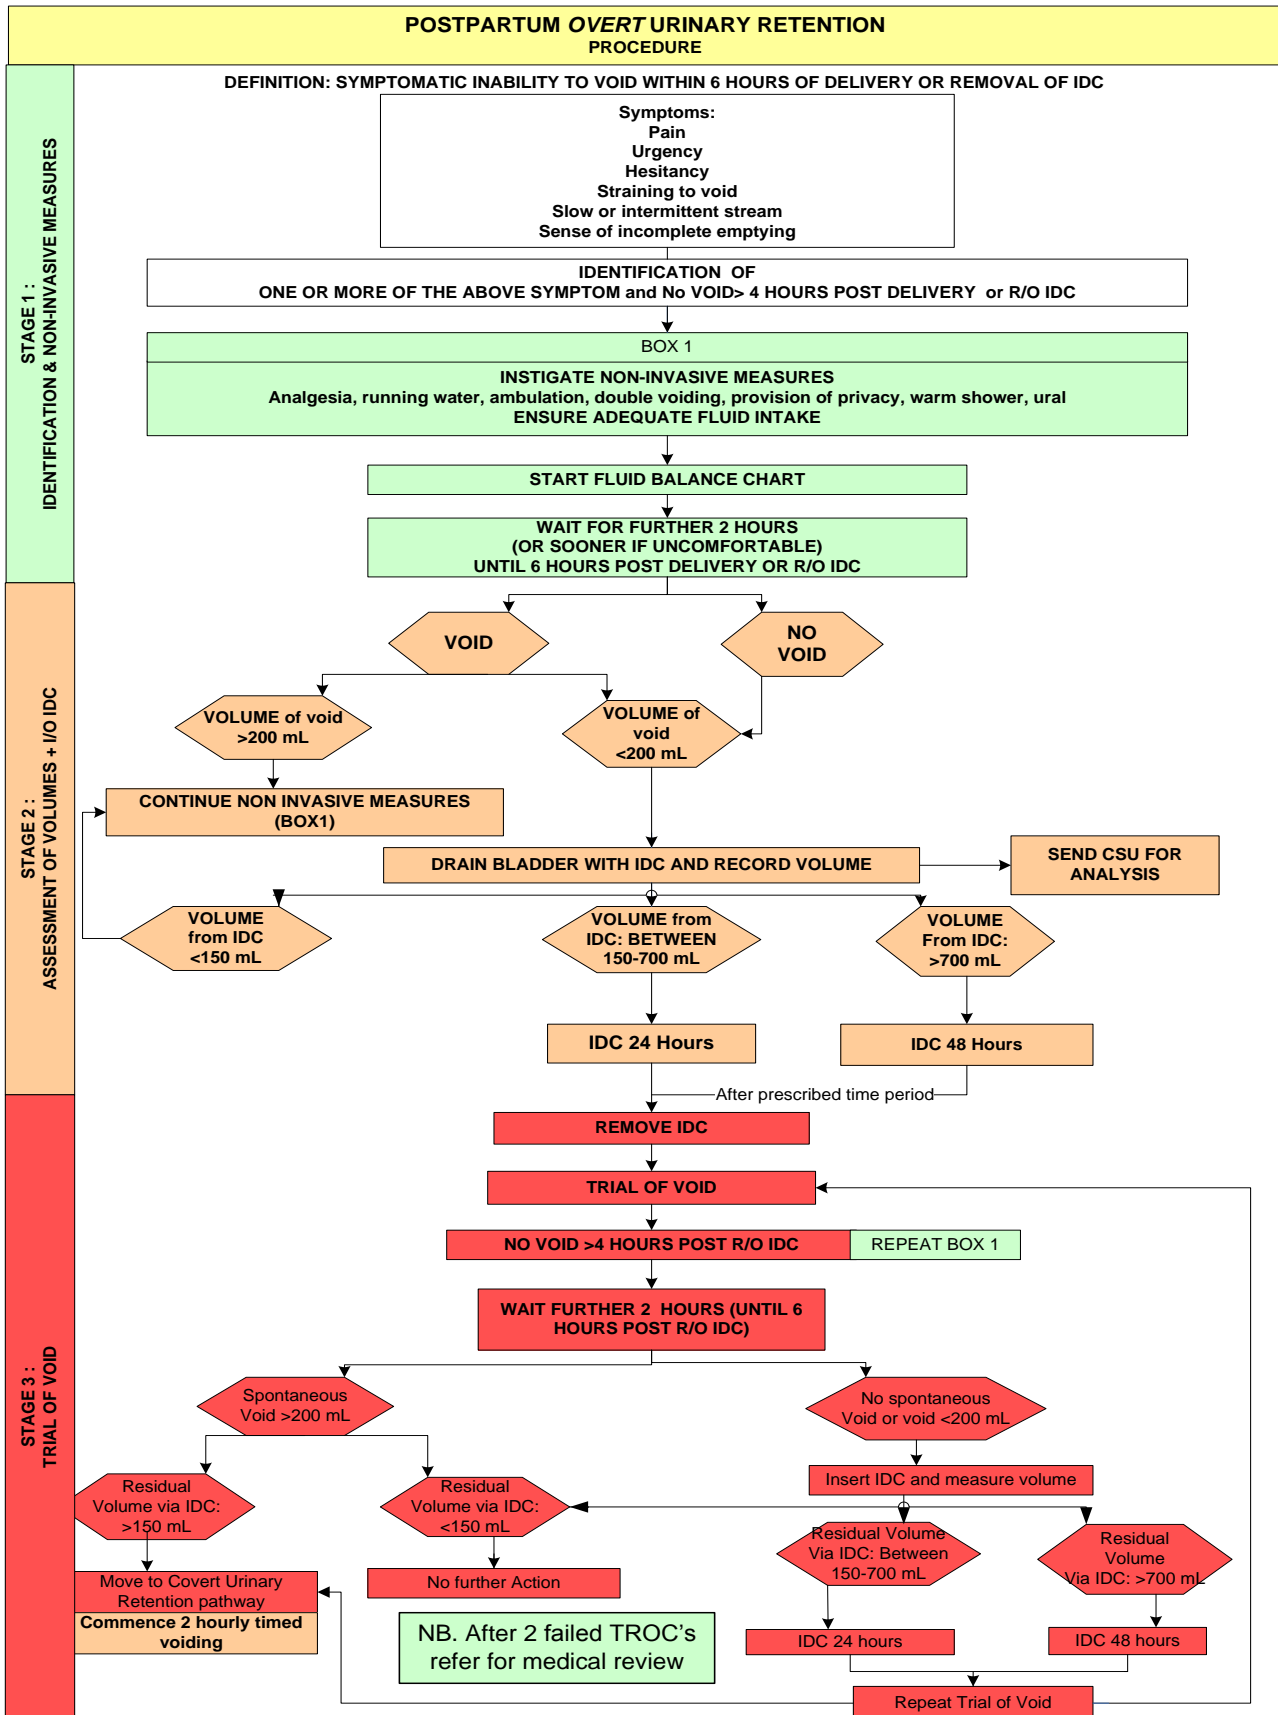 POSTPARTUM OVERT URINARY RETENTION
PROCEDURE
STAGE 1 :
IDENTIFICATION & NON-INVASIVE MEASURES
DEFINITION: SYMPTOMATIC INABILITY TO VOID WITHIN 6 HOURS OF DELIVERY OR REMOVAL OF IDC
Symptoms:
Pain
Urgency
Hesitancy
Straining to void
Slow or intermittent stream
Sense of incomplete emptying
IDENTIFICATION OF
ONE OR MORE OF THE ABOVE SYMPTOM and No VOID> 4 HOURS POST DELIVERY or R/O IDC
BOX 1
INSTIGATE NON-INVASIVE MEASURES
Analgesia, running water, ambulation, double voiding, provision of privacy, warm shower, ural
ENSURE ADEQUATE FLUID INTAKE
START FLUID BALANCE CHART
WAIT FOR FURTHER 2 HOURS
(OR SOONER IF UNCOMFORTABLE)
UNTIL 6 HOURS POST DELIVERY OR R/O IDC
STAGE 2 :
ASSESSMENT OF VOLUMES + I/O IDC
VOID
NO
VOID
VOLUME of void
>200 mL
VOLUME of
void
<200 mL
CONTINUE NON INVASIVE MEASURES
(BOX1)
DRAIN BLADDER WITH IDC AND RECORD VOLUME
SEND CSU FOR
ANALYSIS
VOLUME
from IDC
<150 mL
VOLUME from
IDC: BETWEEN
150-700 mL
VOLUME
From IDC:
>700 mL
IDC 24 Hours
IDC 48 Hours
After prescribed time period
STAGE 3 :
TRIAL OF VOID
REMOVE IDC
TRIAL OF VOID
NO VOID >4 HOURS POST R/O IDC
REPEAT BOX 1
WAIT FURTHER 2 HOURS (UNTIL 6
HOURS POST R/O IDC)
Spontaneous
Void >200 mL
No spontaneous
Void or void <200 mL
Insert IDC and measure volume
Residual
Volume via IDC:
>150 mL
Residual
Volume via IDC:
<150 mL
Residual Volume
Via IDC: Between
150-700 mL
Residual
Volume
Via IDC: >700 mL
Move to Covert Urinary
Retention pathway
Commence 2 hourly timed
voiding
No further Action
NB. After 2 failed TROC's
refer for medical review
IDC 24 hours
IDC 48 hours
Repeat Trial of Void